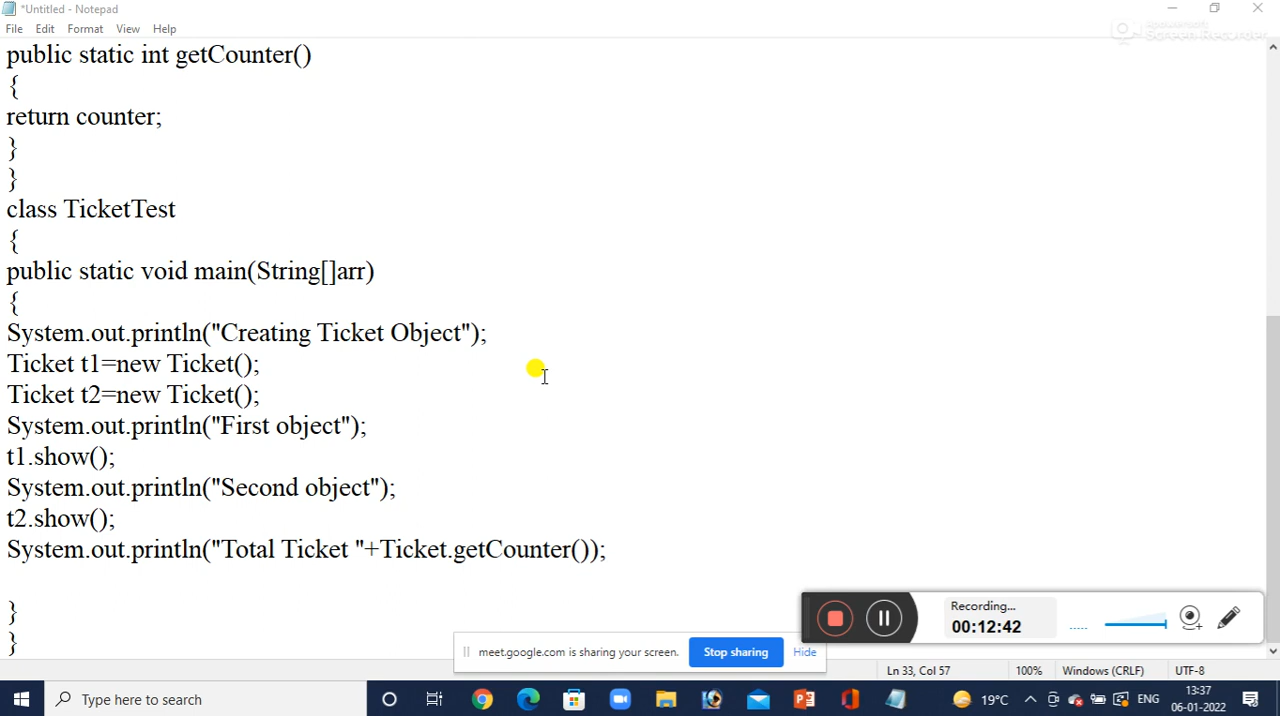 *Untitled - Notepad
File Edit Format View Help
Apowersoft
Screen Recorder
public static int getCounter()
{
return counter;
}
}
class TicketTest
{
public static void main(String[]arr)
{
System.out.println("Creating Ticket Object");
Ticket t1=new Ticket();
Ticket t2=new Ticket();
System.out.println("First object");
t1.show();
System.out.println("Second object");
t2.show();
System.out.println("Total Ticket "+Ticket.getCounter());
}
}
Recording...
00:12:42
meet.google.com is sharing your screen. Stop sharing Hide
Ln 33, Col 57 100% Windows (CRLF) UTF-8
Type here to search 19°C ENG 13:37
06-01-2022